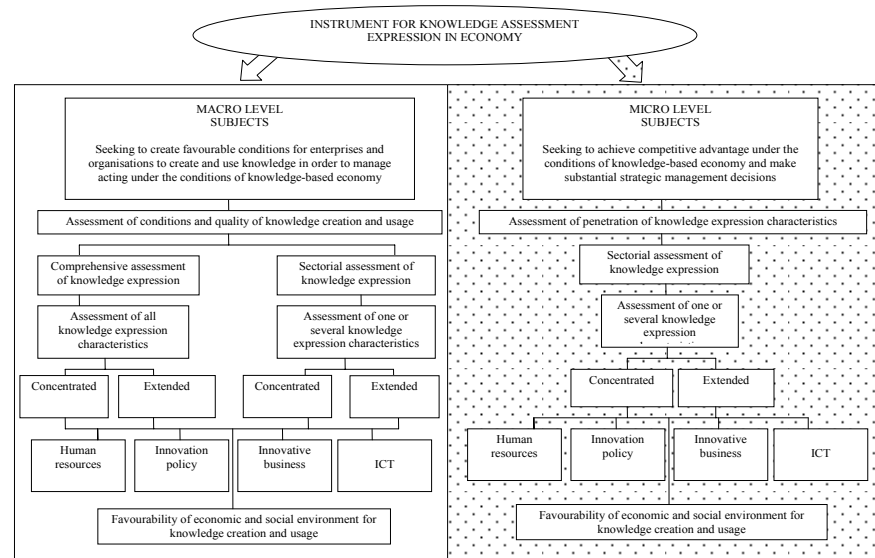 INSTRUMENT FOR KNOWLEDGE ASSESSMENT
EXPRESSION IN ECONOMY
MACRO LEVEL
SUBJECTS
Seeking to create favourable conditions for enterprises and
organisations to create and use knowledge in order to manage
acting under the conditions of knowledge-based economy
Assessment of conditions and quality of knowledge creation and usage
Comprehensive assessment
of knowledge expression
Sectorial assessment of
knowledge expression
Assessment of all
knowledge expression
characteristics
Assessment of one or
several knowledge
expression characteristics
Concentrated
Extended
Concentrated
Extended
Human
resources
Innovation
policy
Innovative
business
ICT
Favourability of economic and social environment for
knowledge creation and usage
MICRO LEVEL
SUBJECTS
Seeking to achieve competitive advantage under the
conditions of knowledge-based economy and make
substantial strategic management decisions
Assessment of penetration of knowledge expression characteristics
Sectorial assessment of
knowledge expression
Assessment of one or
several knowledge
expression
Concentrated
Extended
Human
resources
Innovation
policy
Innovative
business
ICT
Favourability of economic and social environment for
knowledge creation and usage